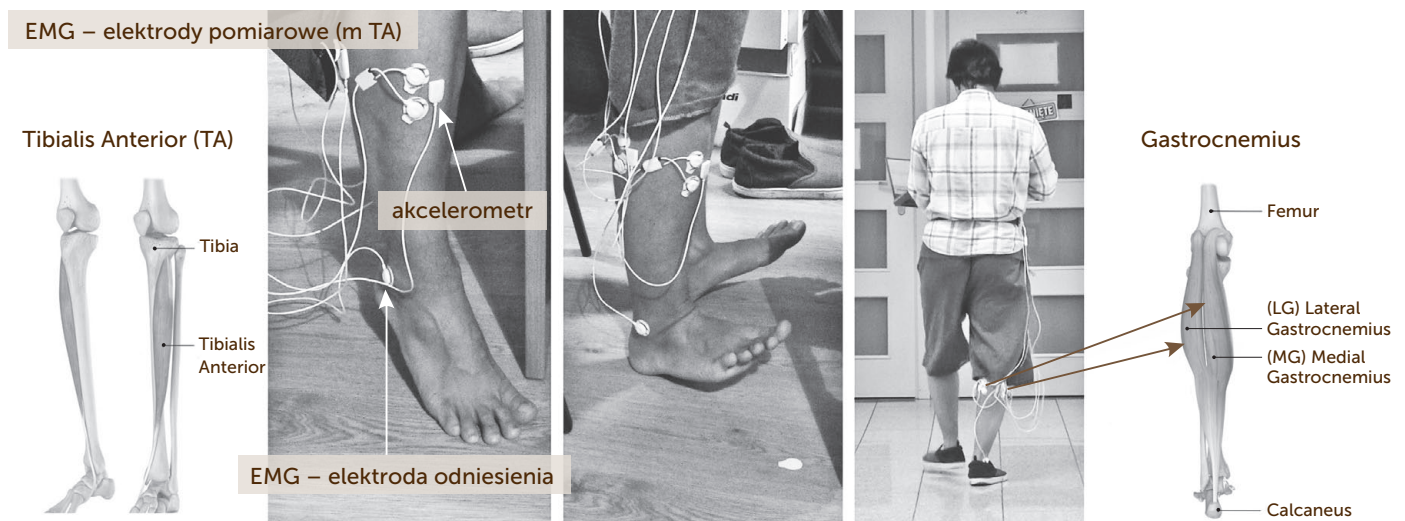 EMG – elektrody pomiarowe (m TA)
Tibialis Anterior (TA)
Tibia
Tibialis
Anterior
akcelerometr
EMG – elektroda odniesienia
Gastrocnemius
Femur
(LG) Lateral
Gastrocnemius
(MG) Medial
Gastrocnemius
Calcaneus